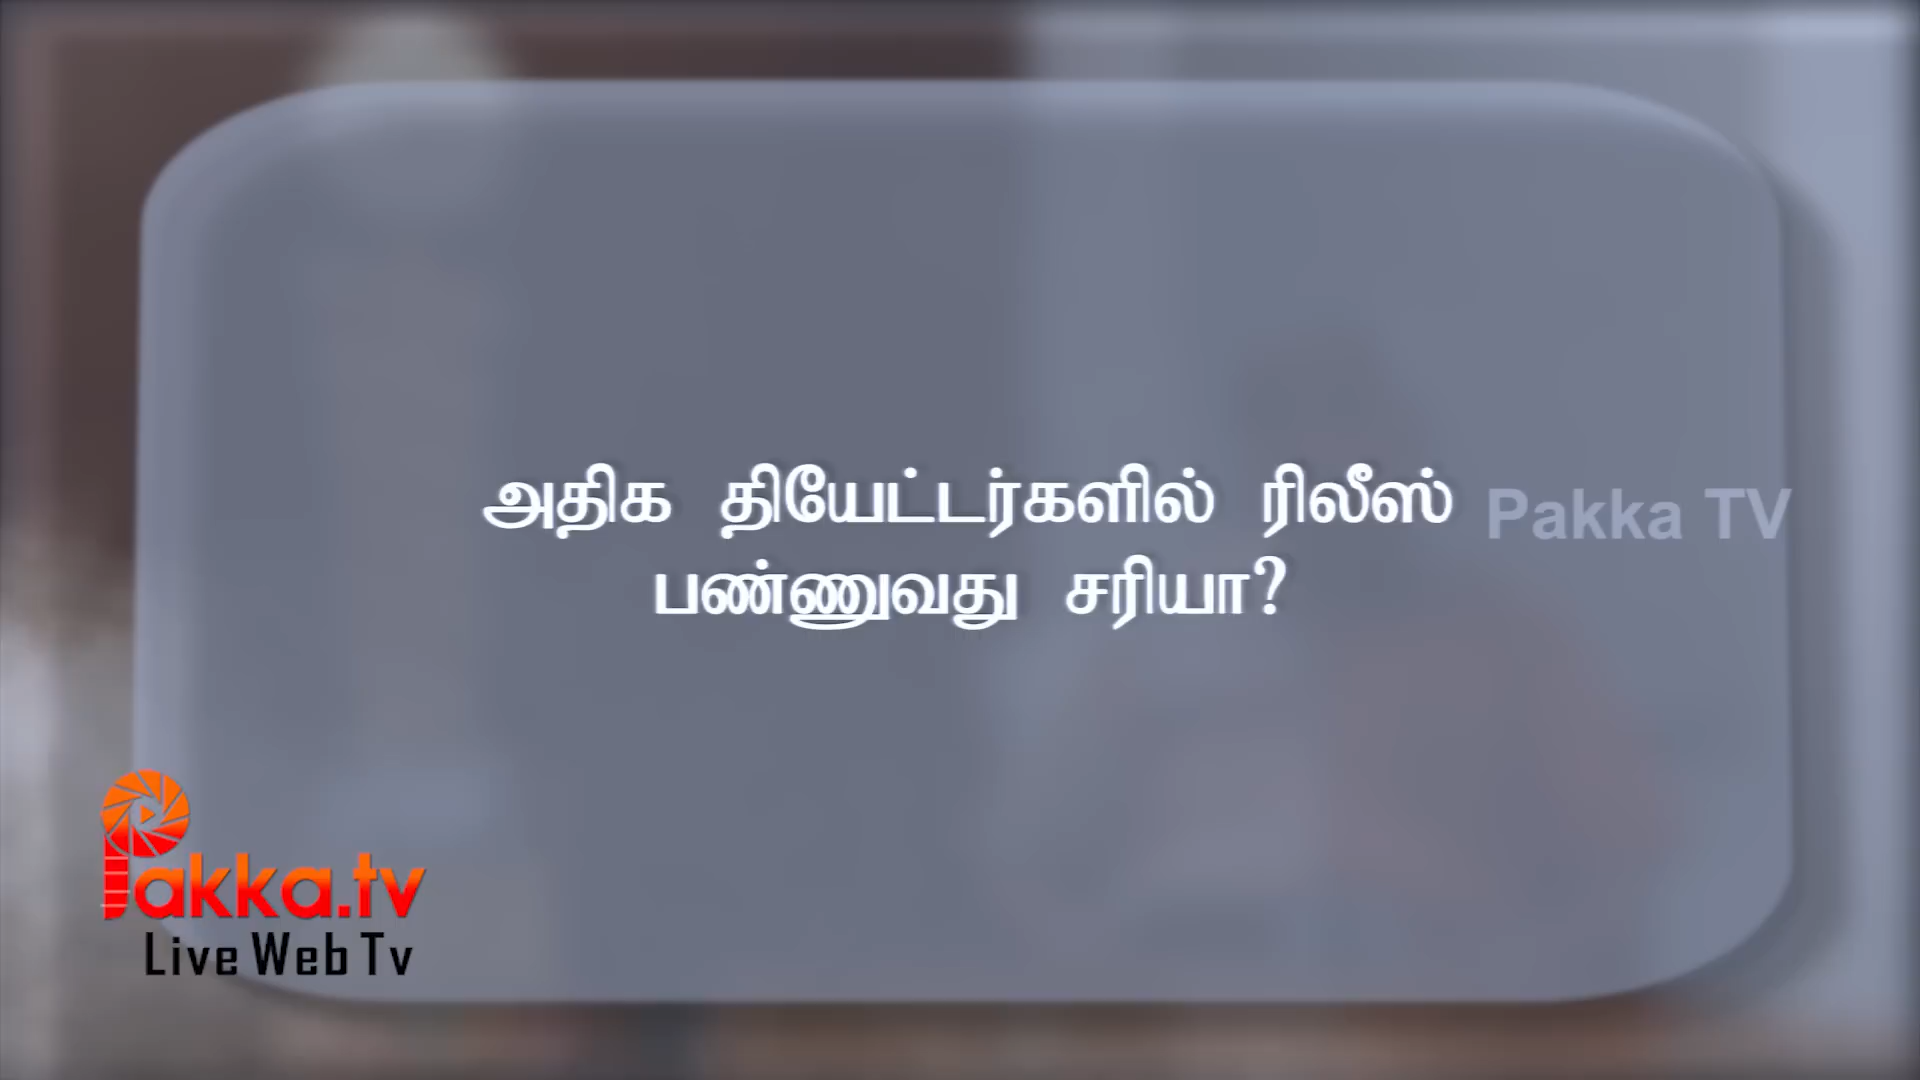 அதிக தியேட்டர்களில் ரிலீஸ்
பண்ணுவது சரியா?
Pakka TV
Pakka.tv
Live Web Tv